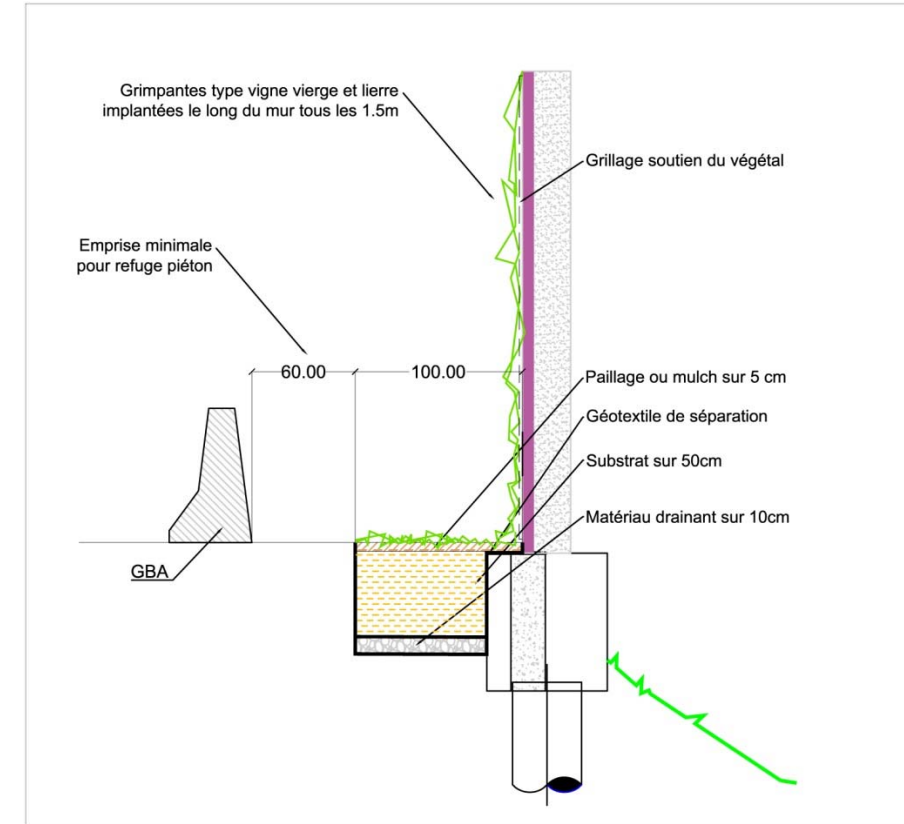 Grimpantes type vigne vierge et lierre
implantées le long du mur tous les 1.5m
Grillage soutien du végétal
Emprise minimale
pour refuge piéton
60.00
100.00
Paillage ou mulch sur 5 cm
Géotextile de séparation
Substrat sur 50cm
Matériau drainant sur 10cm
GBA